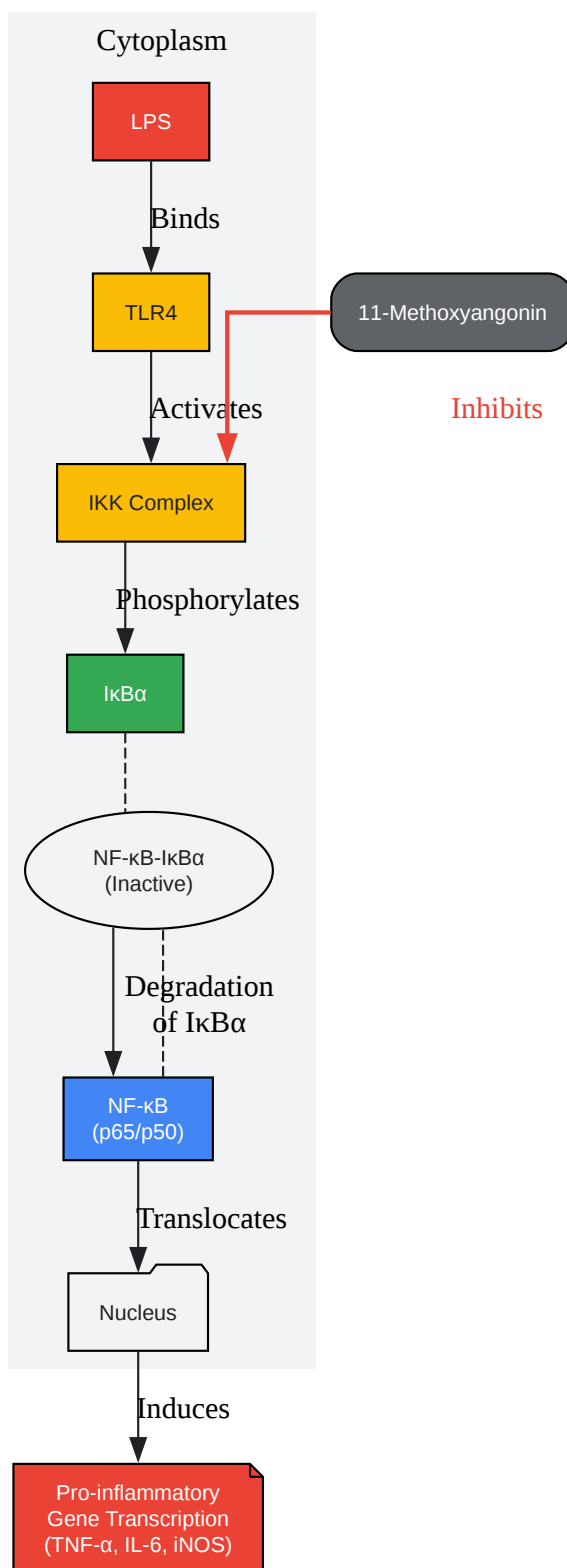 Cytoplasm
LPS
Binds
TLR4
11-Methoxyangonin
Activates
Inhibits
IKK Complex
Phosphorylates
IκBα
NF-κB-IκBα
(Inactive)
Degradation
of IκBα
NF-κB
(p65/p50)
Translocates
Nucleus
Induces
Pro-inflammatory
Gene Transcription
(TNF-α, IL-6, iNOS)